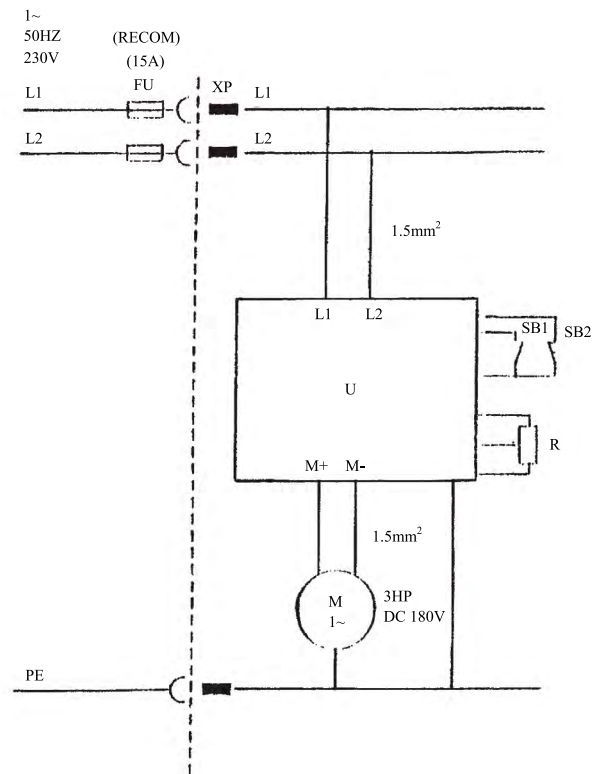 1~
50HZ
230V
(RECOM)
(15A)
FU
XP
L1
L1
L2
L2
1.5mm²
L1 L2
SB1
SB2
U
R
M+ M-
1.5mm²
M
1~
3HP
DC 180V
PE